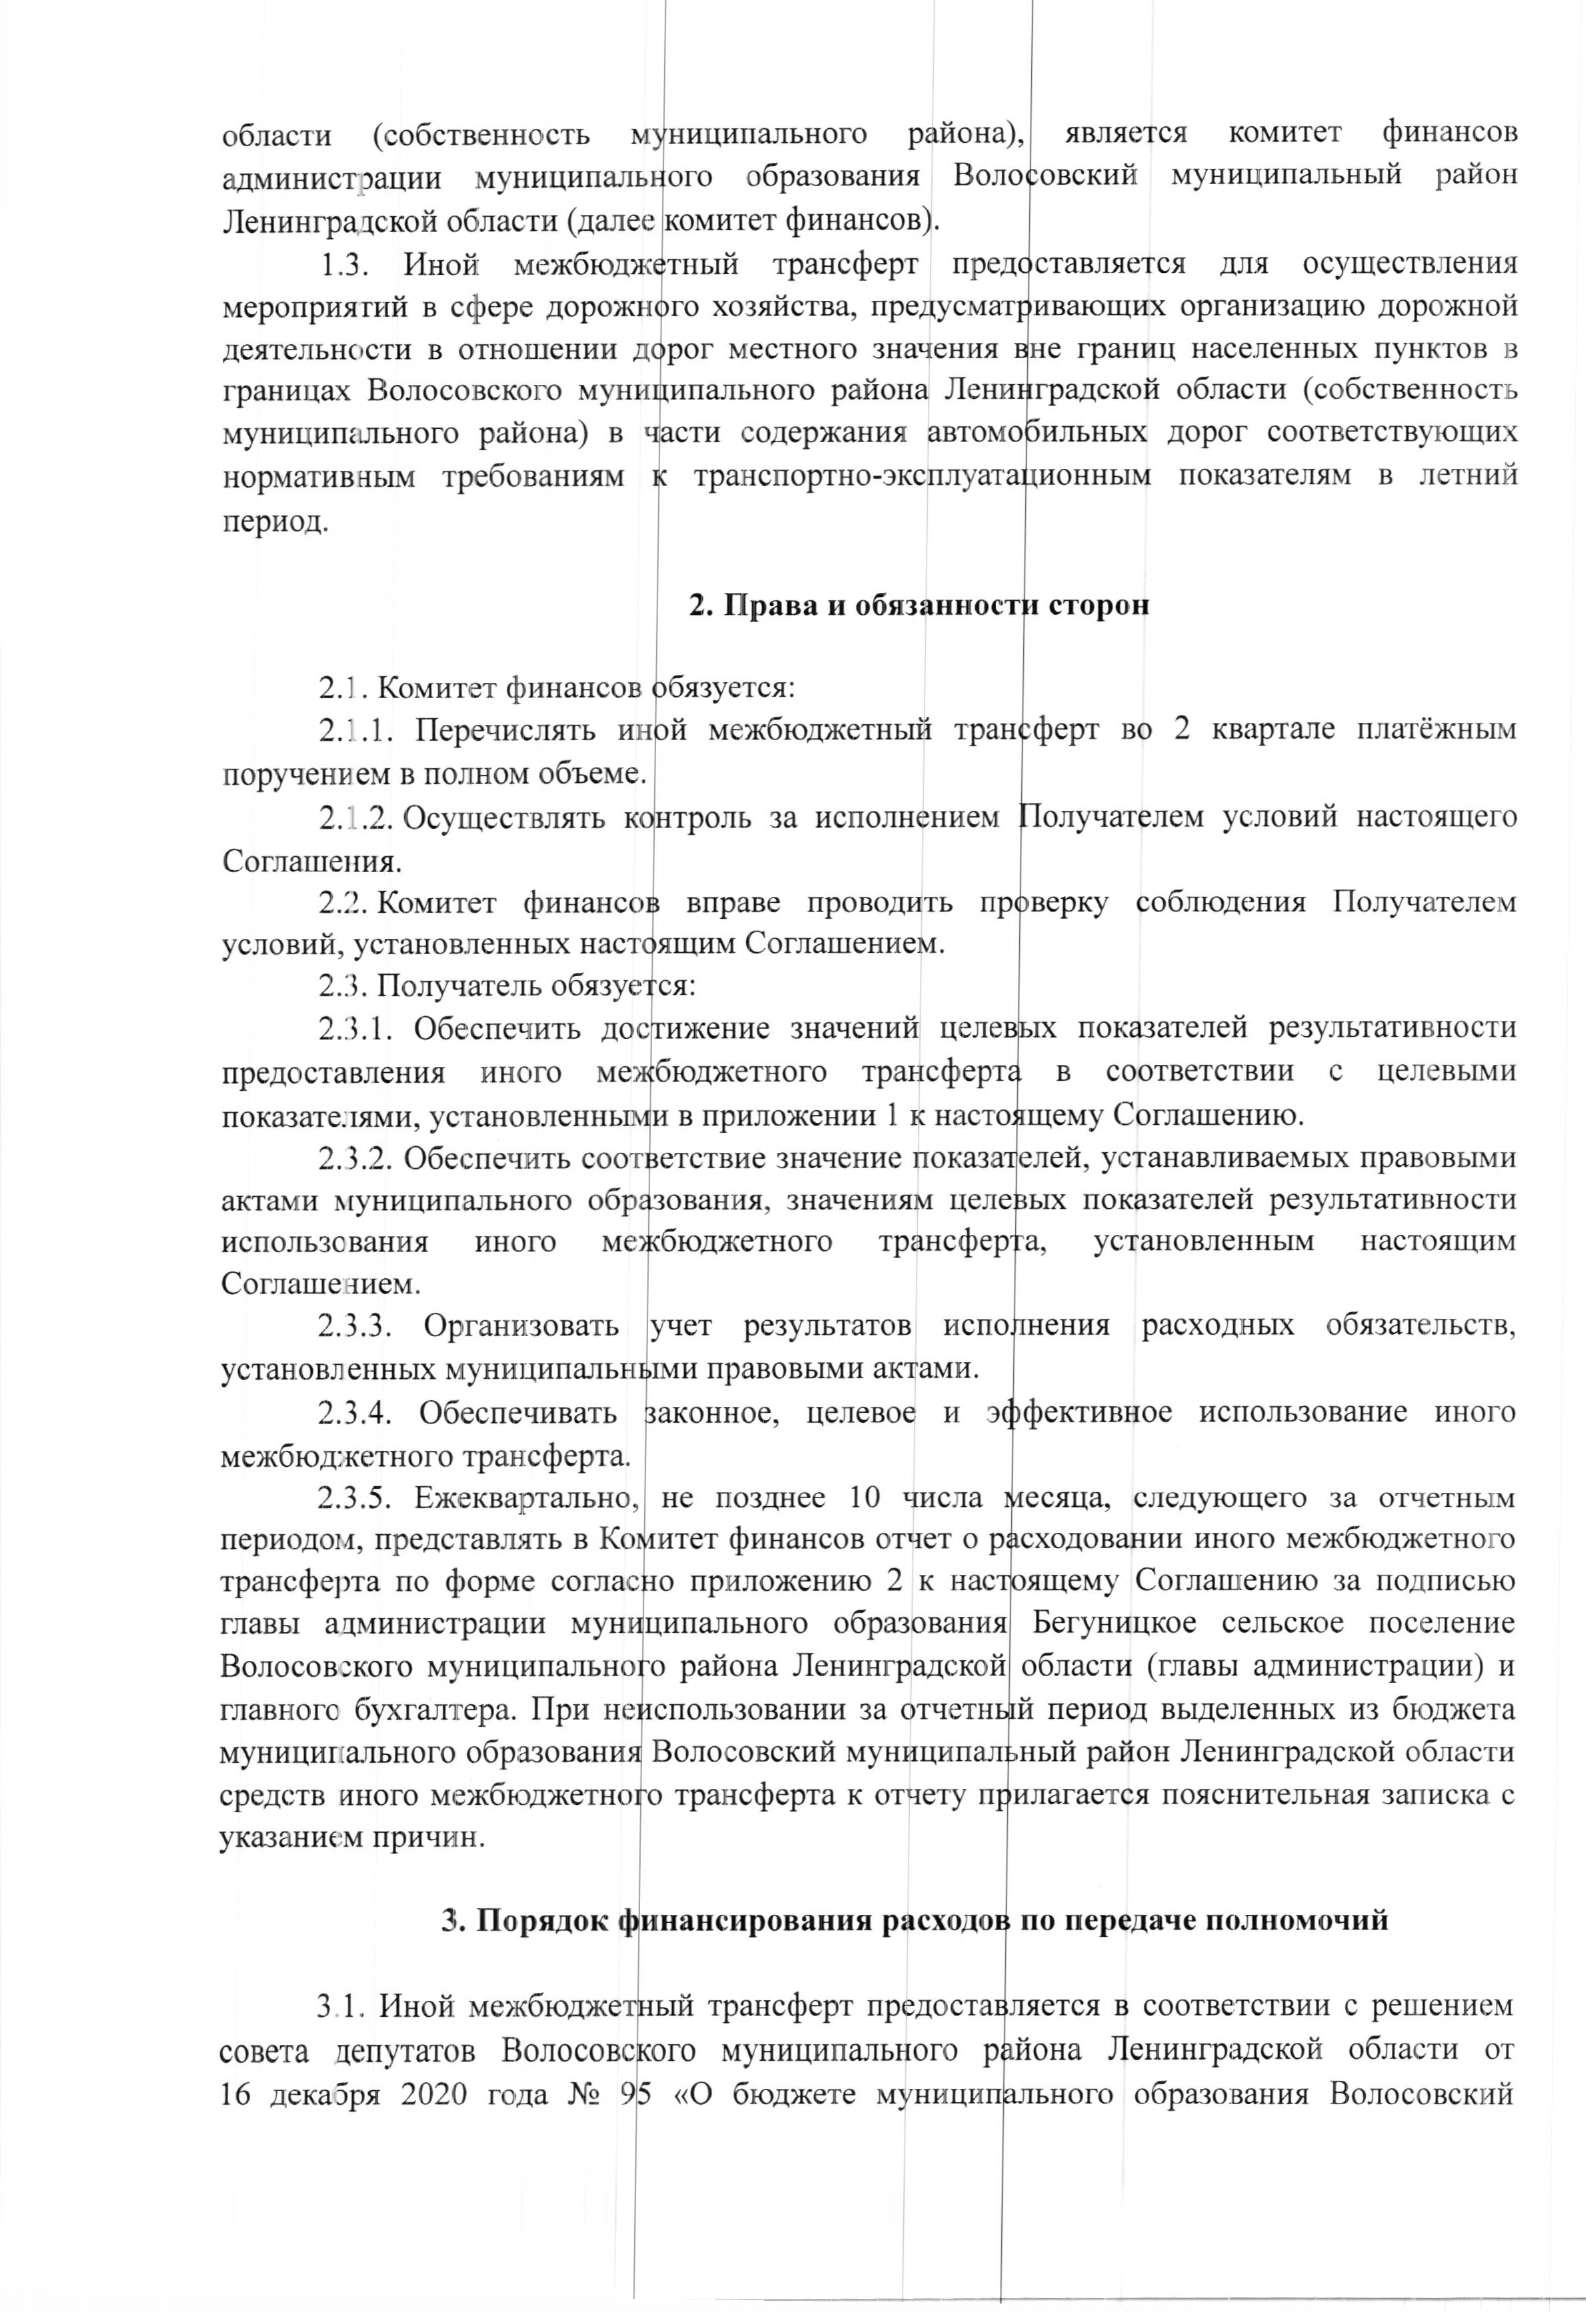 области (собственность муниципального района), является комитет финансов
администрации муниципального образования Волосовский муниципальный район
Ленинградской области (далее комитет финансов).
1.3. Иной межбюджетный трансферт предоставляется для осуществления
мероприятий в сфере дорожного хозяйства, предусматривающих организацию дорожной
деятельности в отношении дорог местного значения вне границ населенных пунктов в
границах Волосовского муниципального района Ленинградской области (собственность
муниципального района) в части содержания автомобильных дорог соответствующих
нормативным требованиям к транспортно-эксплуатационным показателям в летний
период.
2. Права и обязанности сторон
2.1. Комитет финансов обязуется:
2.1.1. Перечислять иной межбюджетный трансферт во 2 квартале платёжным
поручением в полном объеме.
2.1.2. Осуществлять контроль за исполнением Получателем условий настоящего
Соглашения.
2.2. Комитет финансов вправе проводить проверку соблюдения Получателем
условий, установленных настоящим Соглашением.
2.3. Получатель обязуется:
2.3.1. Обеспечить достижение значений целевых показателей результативности
предоставления иного межбюджетного трансферта в соответствии с целевыми
показателями, установленными в приложении 1 к настоящему Соглашению.
2.3.2. Обеспечить соответствие значение показателей, устанавливаемых правовыми
актами муниципального образования, значениям целевых показателей результативности
использования иного межбюджетного трансферта, установленным настоящим
Соглашением.
2.3.3. Организовать учет результатов исполнения расходных обязательств,
установленных муниципальными правовыми актами.
2.3.4. Обеспечивать законное, целевое и эффективное использование иного
межбюджетного трансферта.
2.3.5. Ежеквартально, не позднее 10 числа месяца, следующего за отчетным
периодом, представлять в Комитет финансов отчет о расходовании иного межбюджетного
трансферта по форме согласно приложению 2 к настоящему Соглашению за подписью
главы администрации муниципального образования Бегуницкое сельское поселение
Волосовского муниципального района Ленинградской области (главы администрации) и
главного бухгалтера. При неиспользовании за отчетный период выделенных из бюджета
муниципального образования Волосовский муниципальный район Ленинградской области
средств иного межбюджетного трансферта к отчету прилагается пояснительная записка с
указанием причин.
3. Порядок финансирования расходов по передаче полномочий
3.1. Иной межбюджетный трансферт предоставляется в соответствии с решением
совета депутатов Волосовского муниципального района Ленинградской области от
16 декабря 2020 года № 95 «О бюджете муниципального образования Волосовский